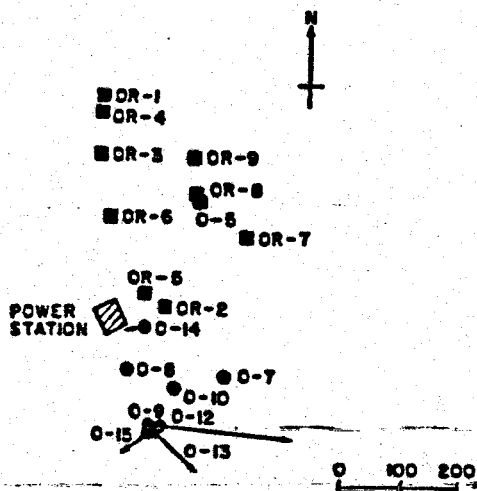 N
OR-1
OR-4
OR-3
OR-9
OR-8
O-5
OR-6
OR-7
OR-5
OR-2
POWER
STATION
O-14
O-6
O-7
O-10
O-9
O-12
O-15
O-13
0 100 200